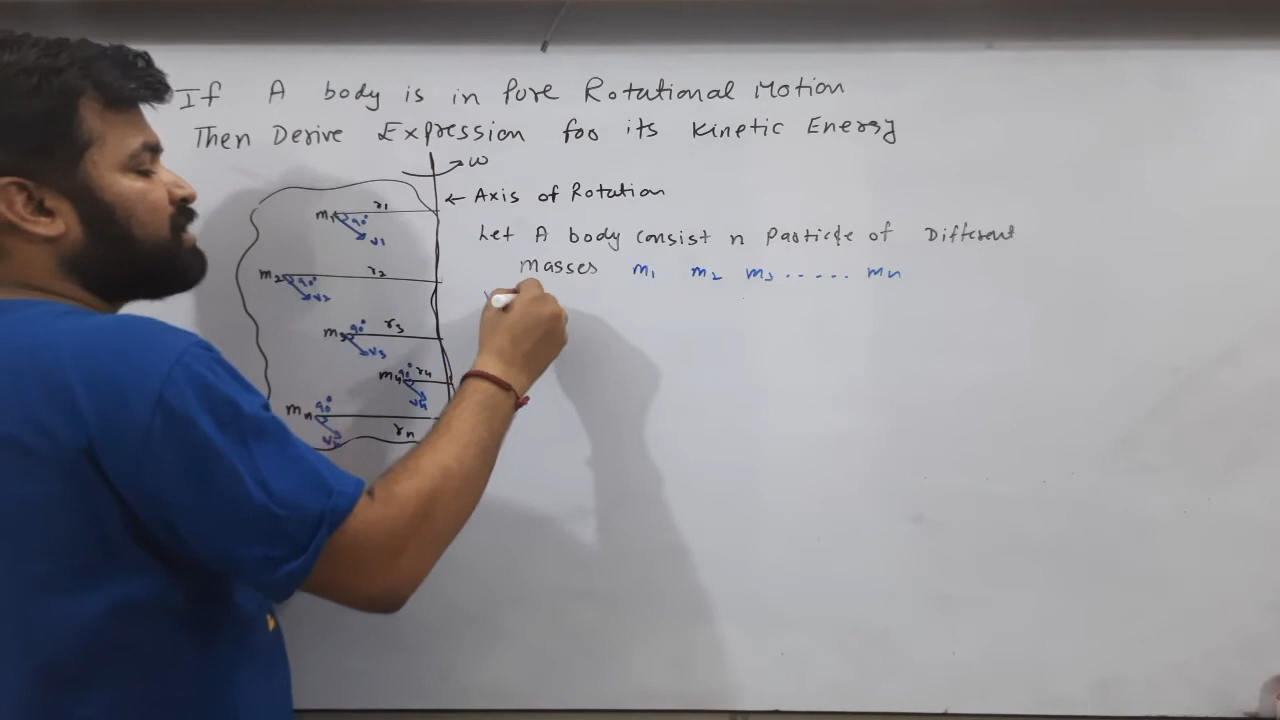 If A body is in Pure Rotational Motion
Then Derive Expression foo its Kinetic Energy
ω
← Axis of Rotation
m1 90° r1
v1
Let A body consist n Particle of Different
Masses m1 m2 m3 ...... mn
m2 90° r2
v2
m3 90° r3
v3
m4 90° r4
v4
mn 90°
rn